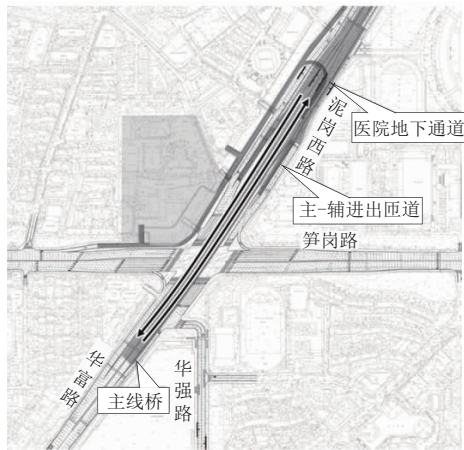 泥岗西路
医院地下通道
主-辅进出匝道
笋岗路
华富路
华强路
主线桥